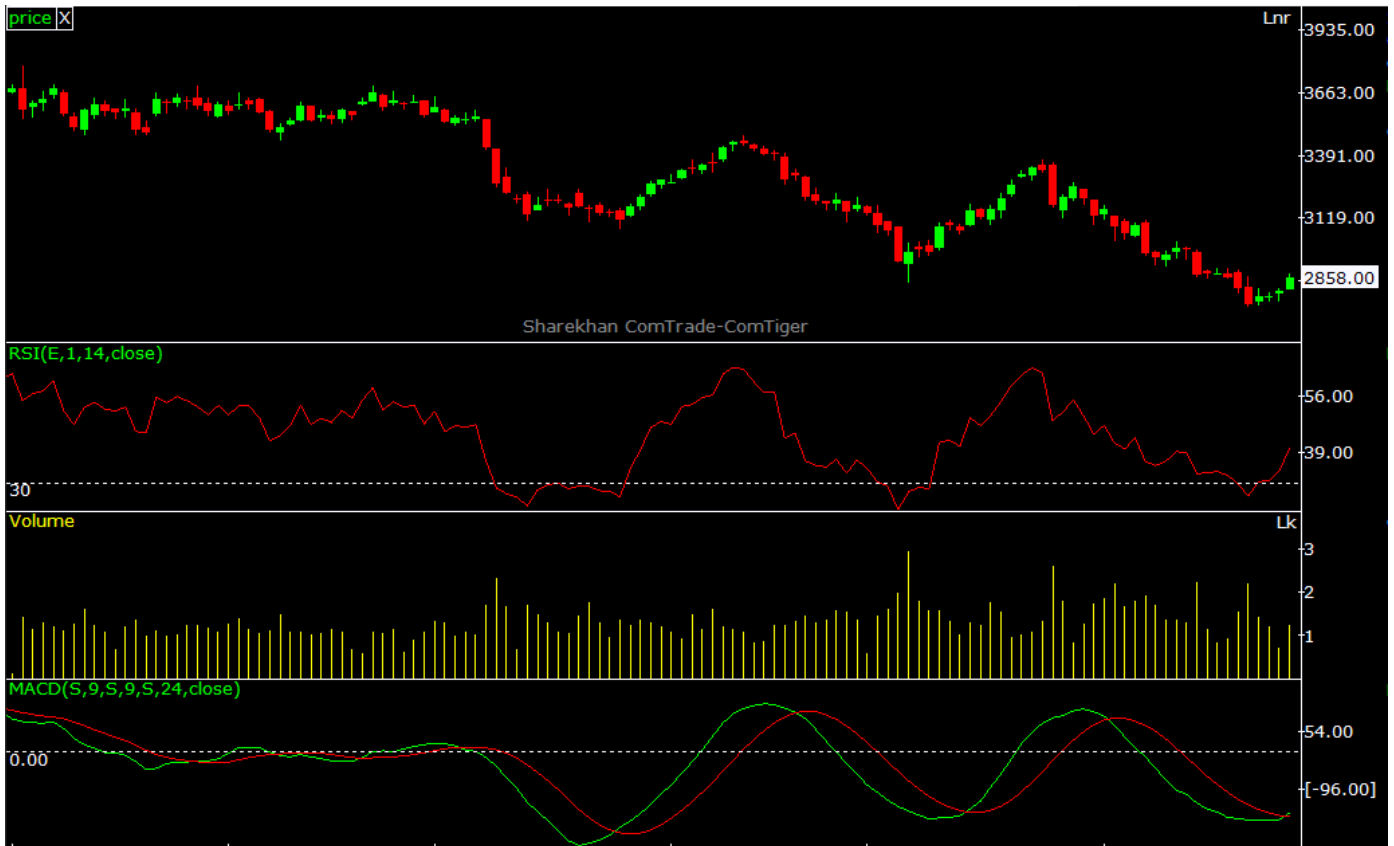 price X
Lnr
3935.00
3663.00
3391.00
3119.00
2858.00
Sharekhan ComTrade-ComTiger
RSI(E,1,14,close)
56.00
39.00
30
Volume
Lk
3
2
1
MACD(S,9,S,9,S,24,close)
54.00
0.00
[-96.00]